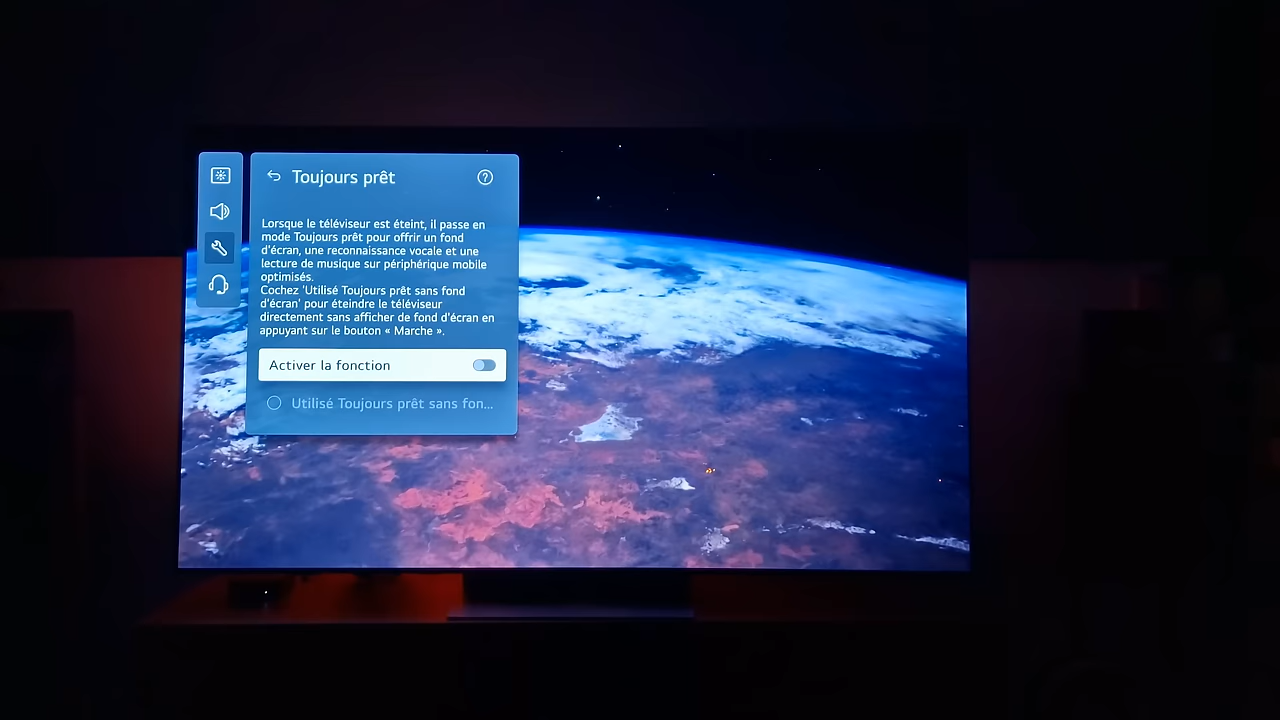 Toujours prêt
Lorsque le téléviseur est éteint, il passe en
mode Toujours prêt pour offrir un fond
d'écran, une reconnaissance vocale et une
lecture de musique sur périphérique mobile
optimisés.
Cochez 'Utilisé Toujours prêt sans fond
d'écran' pour éteindre le téléviseur
directement sans afficher de fond d'écran en
appuyant sur le bouton « Marche ».
Activer la fonction
Utilisé Toujours prêt sans fon...